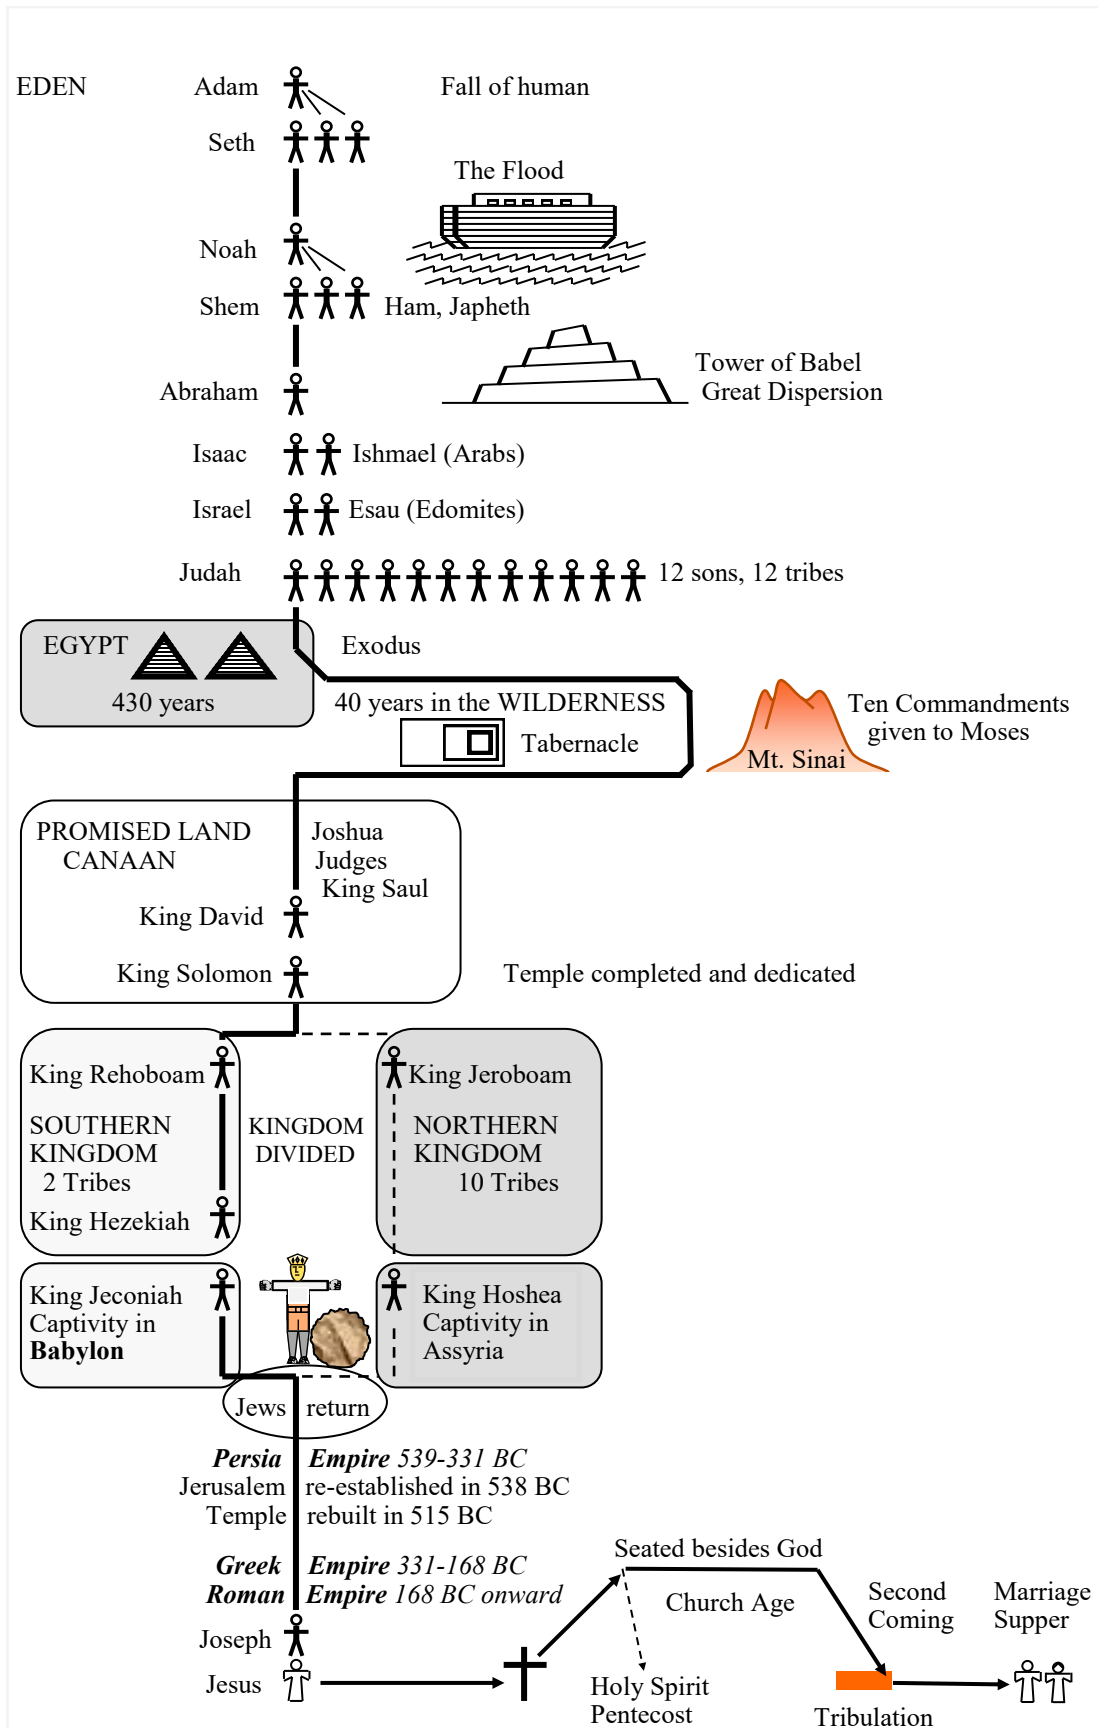 EDEN Adam Fall of human
Seth
The Flood
Noah
Shem Ham, Japheth
Tower of Babel
Great Dispersion
Abraham
Isaac Ishmael (Arabs)
Israel Esau (Edomites)
Judah 12 sons, 12 tribes
EGYPT Exodus
430 years 40 years in the WILDERNESS
Tabernacle
Ten Commandments
given to Moses
Mt. Sinai
PROMISED LAND
CANAAN
Joshua
Judges
King Saul
King David
King Solomon Temple completed and dedicated
King Rehoboam King Jeroboam
SOUTHERN
KINGDOM
2 Tribes
KINGDOM
DIVIDED
NORTHERN
KINGDOM
10 Tribes
King Hezekiah
King Jeconiah
Captivity in
Babylon
King Hoshea
Captivity in
Assyria
Jews return
Persia Empire 539-331 BC
Jerusalem re-established in 538 BC
Temple rebuilt in 515 BC
Greek Empire 331-168 BC
Roman Empire 168 BC onward
Joseph
Jesus
Seated besides God
Church Age
Holy Spirit
Pentecost
Second
Coming
Tribulation
Marriage
Supper